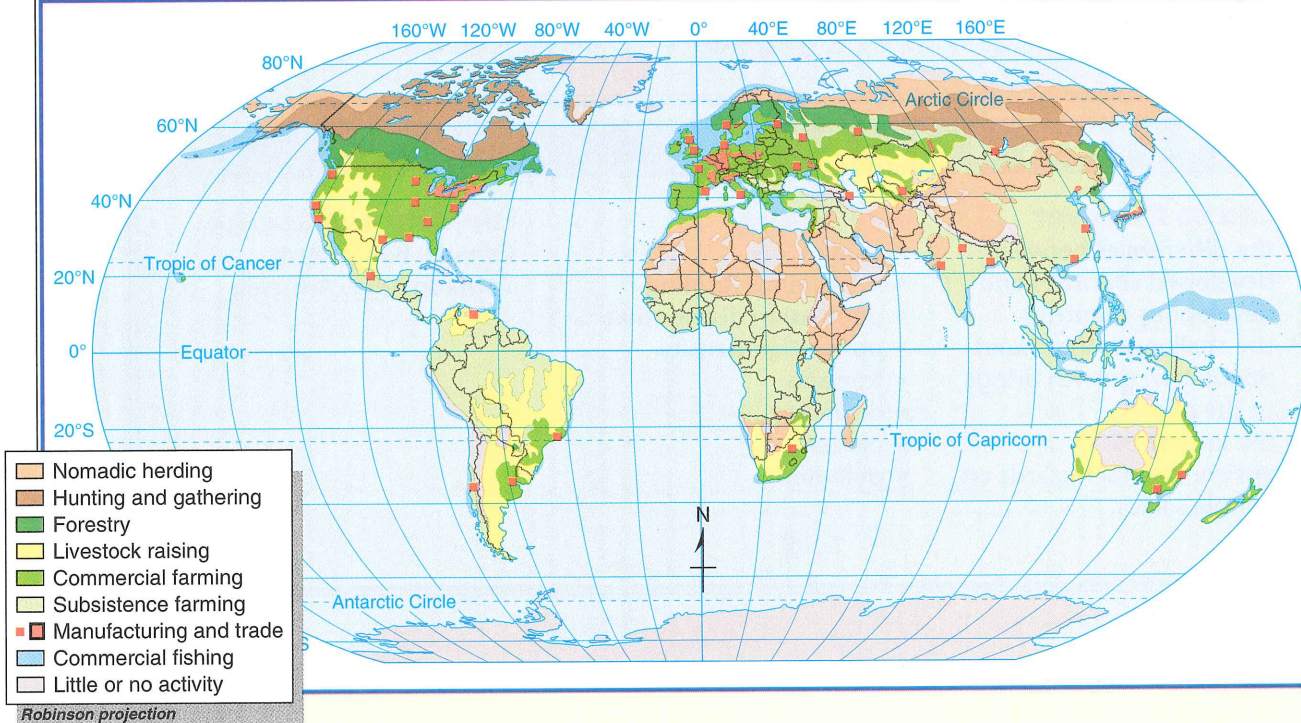 160°W 120°W 80°W 40°W 0° 40°E 80°E 120°E 160°E
80°N
Arctic Circle
60°N
40°N
Tropic of Cancer
20°N
0°
Equator
20°S
Tropic of Capricorn
N
Antarctic Circle
S
Nomadic herding
Hunting and gathering
Forestry
Livestock raising
Commercial farming
Subsistence farming
Manufacturing and trade
Commercial fishing
Little or no activity
Robinson projection